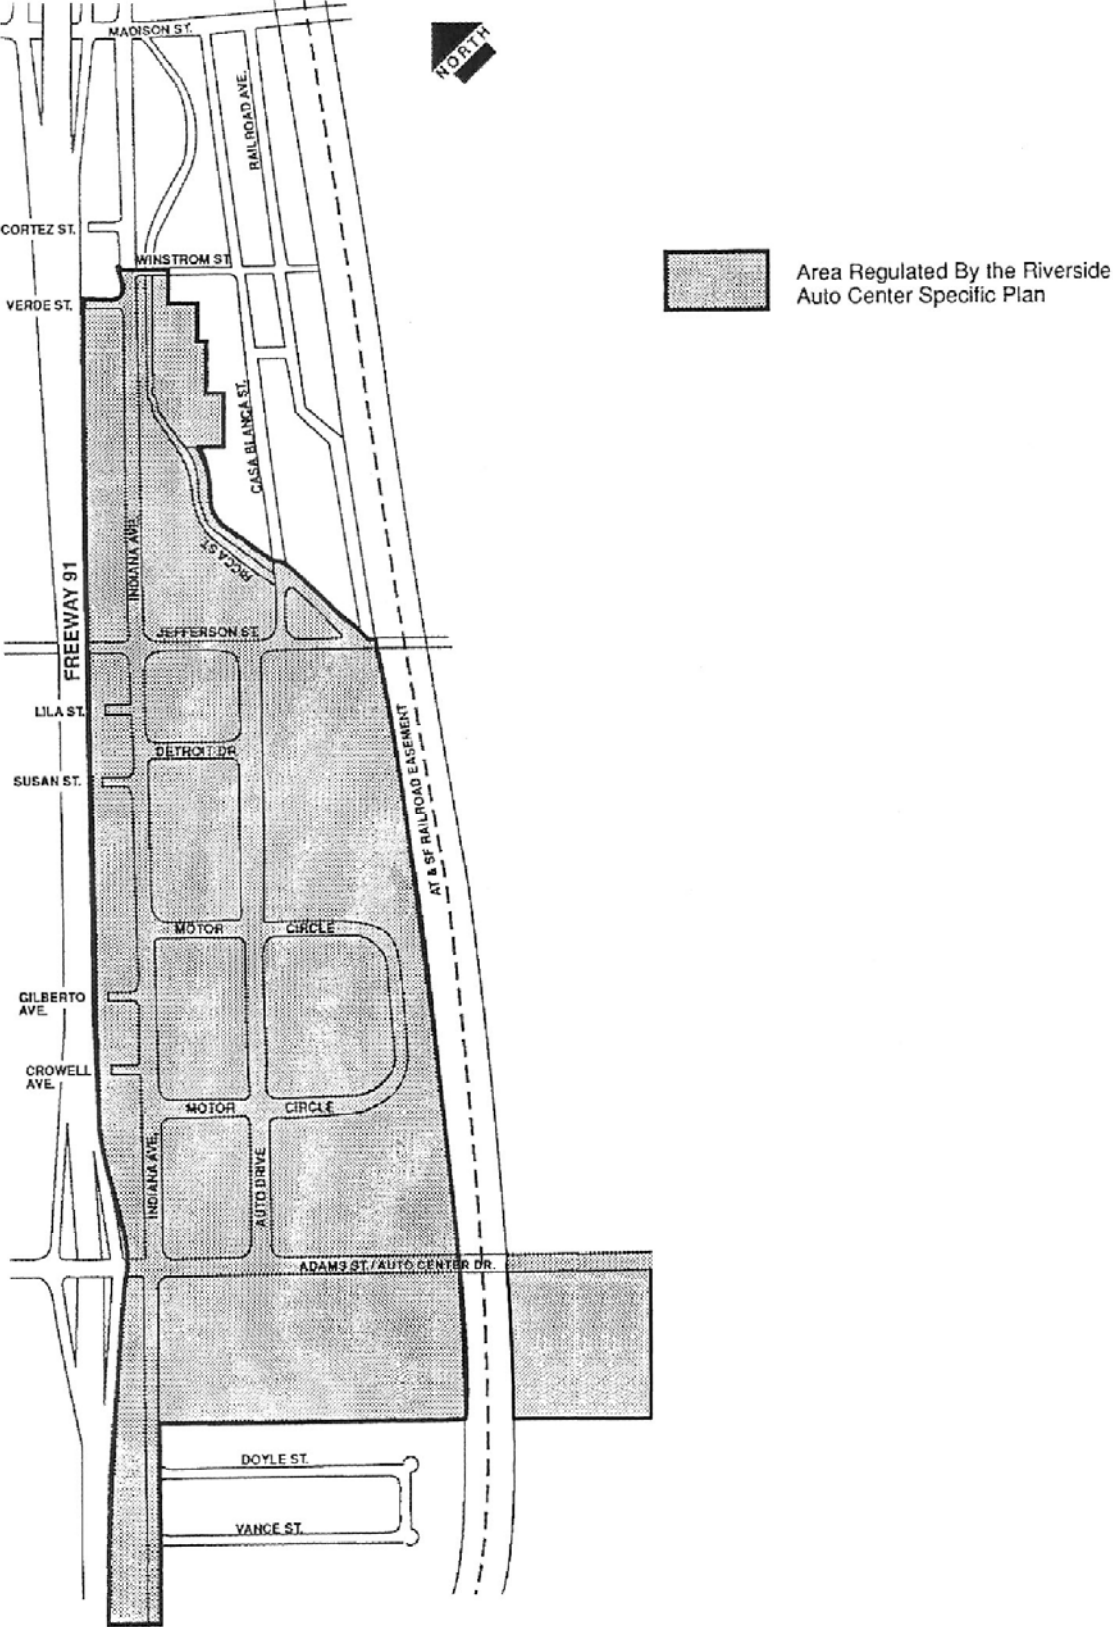 MADISON ST.
NORTH
RAILROAD AVE.
CORTEZ ST.
WINSTROM ST.
VERDE ST.
Area Regulated By the Riverside
Auto Center Specific Plan
CASA BLANCA ST.
INDIANA AVE.
RICCA ST.
FREEWAY 91
JEFFERSON ST.
LILA ST.
DETROIT DR.
SUSAN ST.
AT & SF RAILROAD EASEMENT
MOTOR CIRCLE
GILBERTO
AVE.
CROWELL
AVE.
MOTOR CIRCLE
INDIANA AVE.
AUTO DRIVE
ADAMS ST./AUTO CENTER DR.
DOYLE ST.
VANCE ST.